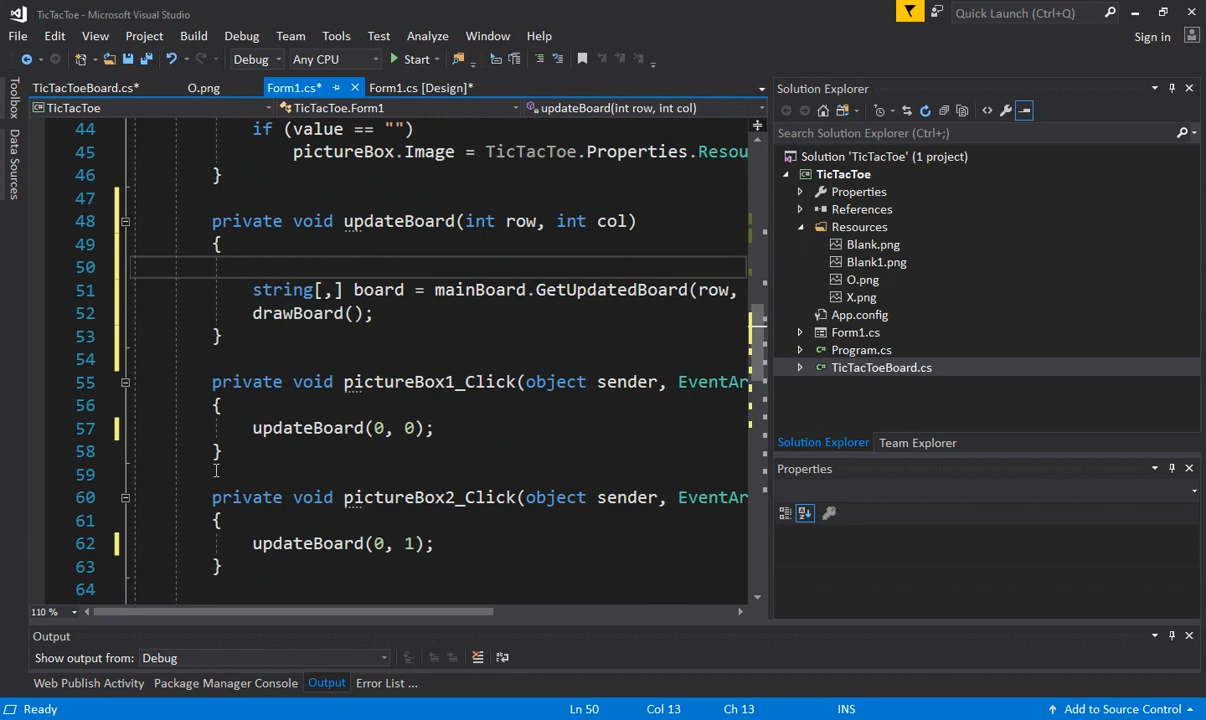 TicTacToe - Microsoft Visual Studio
Quick Launch (Ctrl+;)
File Edit View Project Build Debug Team Tools Test Analyze Window Help
Sign in
Debug Any CPU Start
Toolbox
Data Sources
TicTacToeBoard.cs* O.png Form1.cs* Form1.cs [Design]*
TicTacToe TicTacToe.Form1 updateBoard(int row, int col)
44 if (value == "")
45 pictureBox.Image = TicTacToe.Properties.Resou
46 }
47
48 private void updateBoard(int row, int col)
49 {
50
51 string[,] board = mainBoard.GetUpdatedBoard(row,
52 drawBoard();
53 }
54
55 private void pictureBox1_Click(object sender, EventAr
56 {
57 updateBoard(0, 0);
58 }
59
60 private void pictureBox2_Click(object sender, EventAr
61 {
62 updateBoard(0, 1);
63 }
64
110 %
Solution Explorer
Search Solution Explorer (Ctrl+;)
Solution 'TicTacToe' (1 project)
TicTacToe
Properties
References
Resources
Blank.png
Blank1.png
O.png
X.png
App.config
Form1.cs
Program.cs
TicTacToeBoard.cs
Solution Explorer Team Explorer
Properties
Output
Show output from: Debug
Web Publish Activity Package Manager Console Output Error List ...
Ready Ln 50 Col 13 Ch 13 INS Add to Source Control